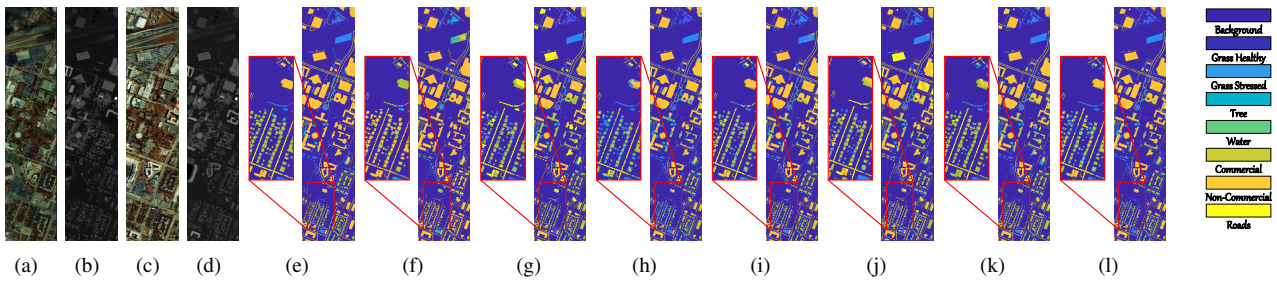 Background
Grass Healthy
Grass Stressed
Tree
Water
Commercial
Non-Commercial
Roads
(a) (b) (c) (d) (e) (f) (g) (h) (i) (j) (k) (l)